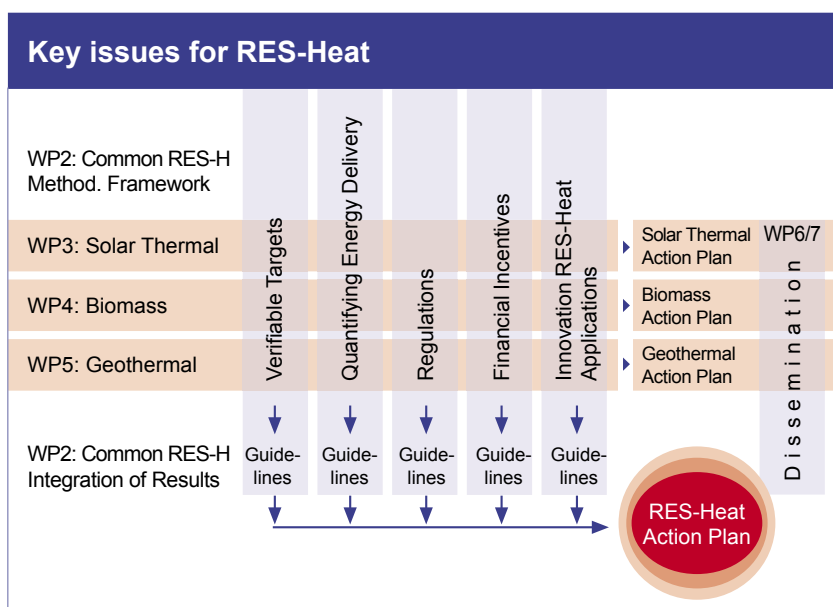 Key issues for RES-Heat
WP2: Common RES-H
Method. Framework
WP3: Solar Thermal
WP4: Biomass
WP5: Geothermal
WP2: Common RES-H
Integration of Results
Verifiable Targets
Quantifying Energy Delivery
Regulations
Financial Incentives
Innovation RES-Heat
Applications
Guide-
lines
Guide-
lines
Guide-
lines
Guide-
lines
Guide-
lines
Solar Thermal
Action Plan
Biomass
Action Plan
Geothermal
Action Plan
WP6/7
Dissemination
RES-Heat
Action Plan